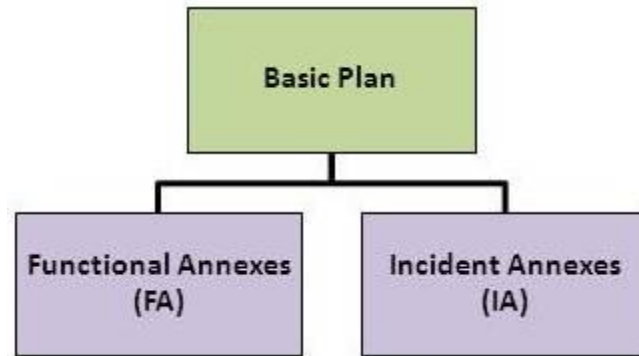 Basic Plan
Functional Annexes
(FA)
Incident Annexes
(IA)